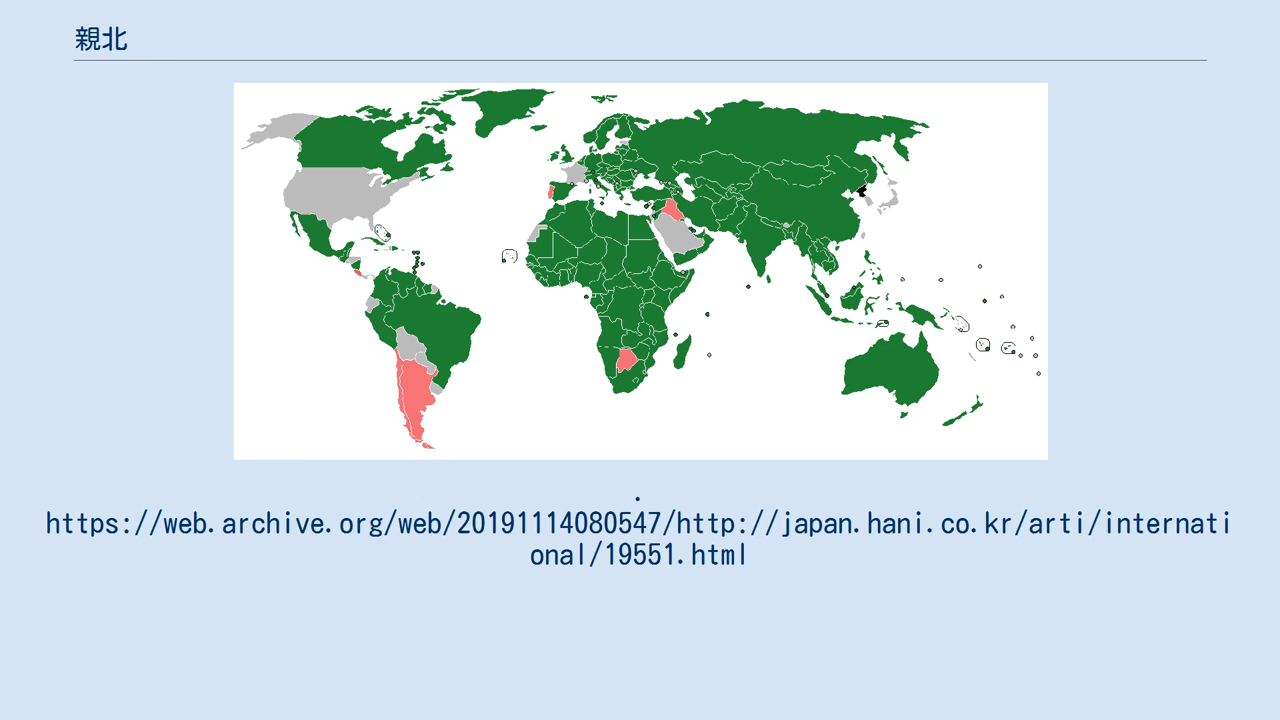 親北
.
https://web.archive.org/web/20191114080547/http://japan.hani.co.kr/arti/internati
onal/19551.html